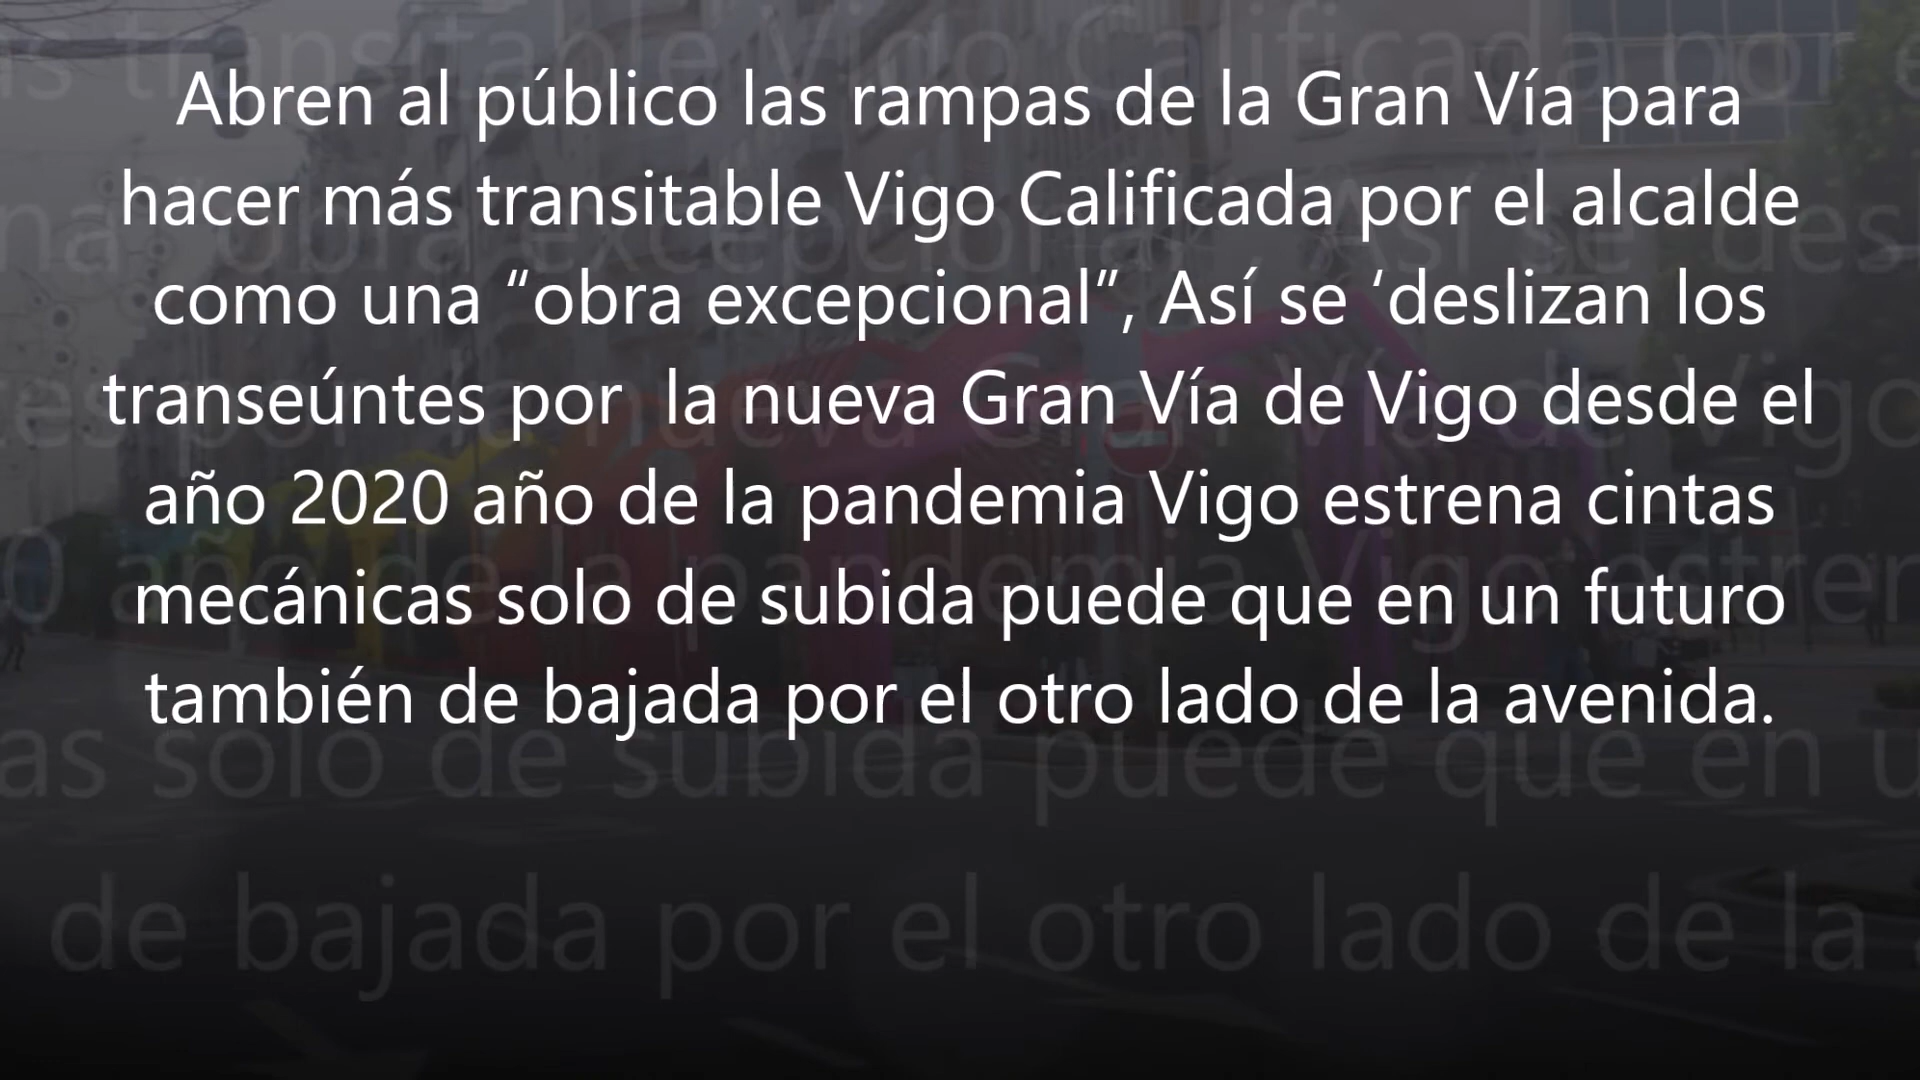 Abren al público las rampas de la Gran Vía para
hacer más transitable Vigo Calificada por el alcalde
como una “obra excepcional”, Así se ‘deslizan los
transeúntes por  la nueva Gran Vía de Vigo desde el
año 2020 año de la pandemia Vigo estrena cintas
mecánicas solo de subida puede que en un futuro
también de bajada por el otro lado de la avenida.